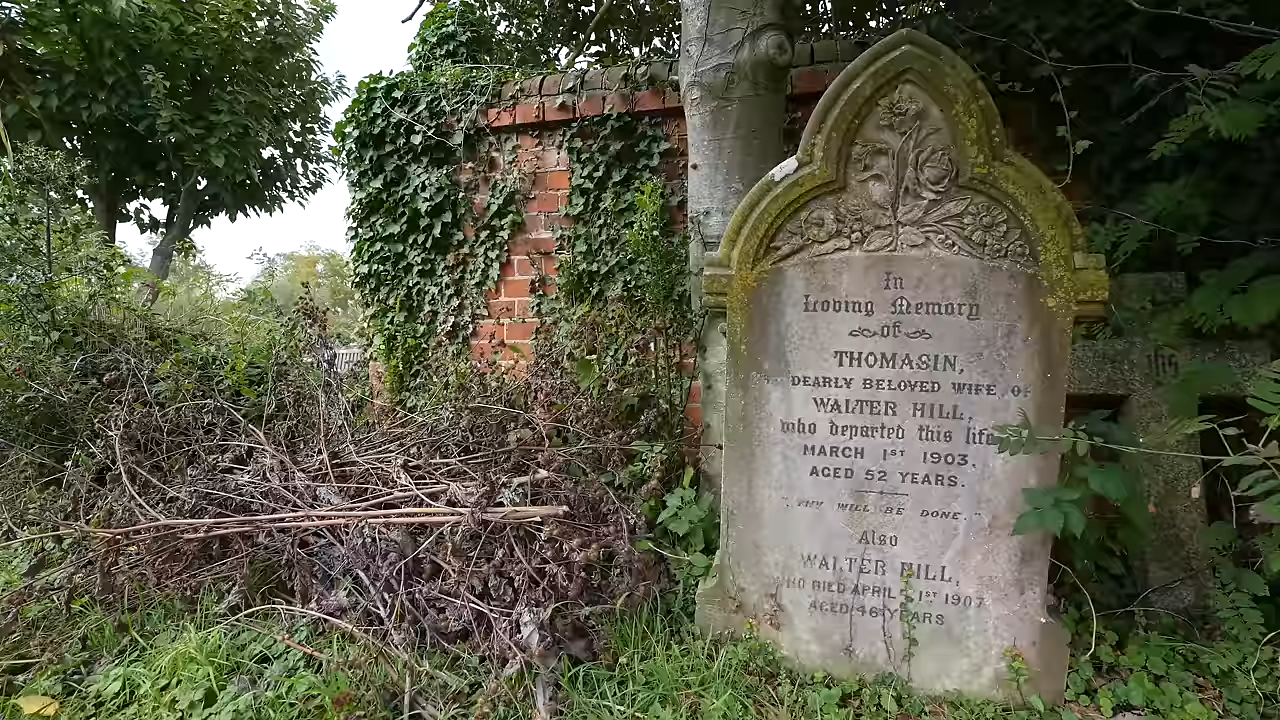 In
Loving Memory
of
THOMASIN,
DEARLY BELOVED WIFE OF
WALTER HILL,
who departed this life
MARCH 1ST 1903,
AGED 52 YEARS.
"THY WILL BE DONE."
Also
WALTER HILL,
WHO DIED APRIL 1ST 1907
AGED 46 YEARS
IHS